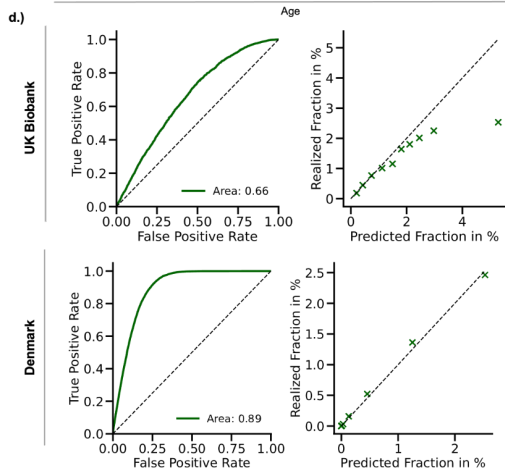 Age
d.)
UK Biobank
True Positive Rate
1.0
0.8
0.6
0.4
0.2
0.0
Area: 0.66
0.00 0.25 0.50 0.75 1.00
False Positive Rate
Realized Fraction in %
5
4
3
2
1
0
0 2 4
Predicted Fraction in %
Denmark
True Positive Rate
1.0
0.8
0.6
0.4
0.2
0.0
Area: 0.89
0.00 0.25 0.50 0.75 1.00
False Positive Rate
Realized Fraction in %
2.5
2.0
1.5
1.0
0.5
0.0
0 1 2
Predicted Fraction in %